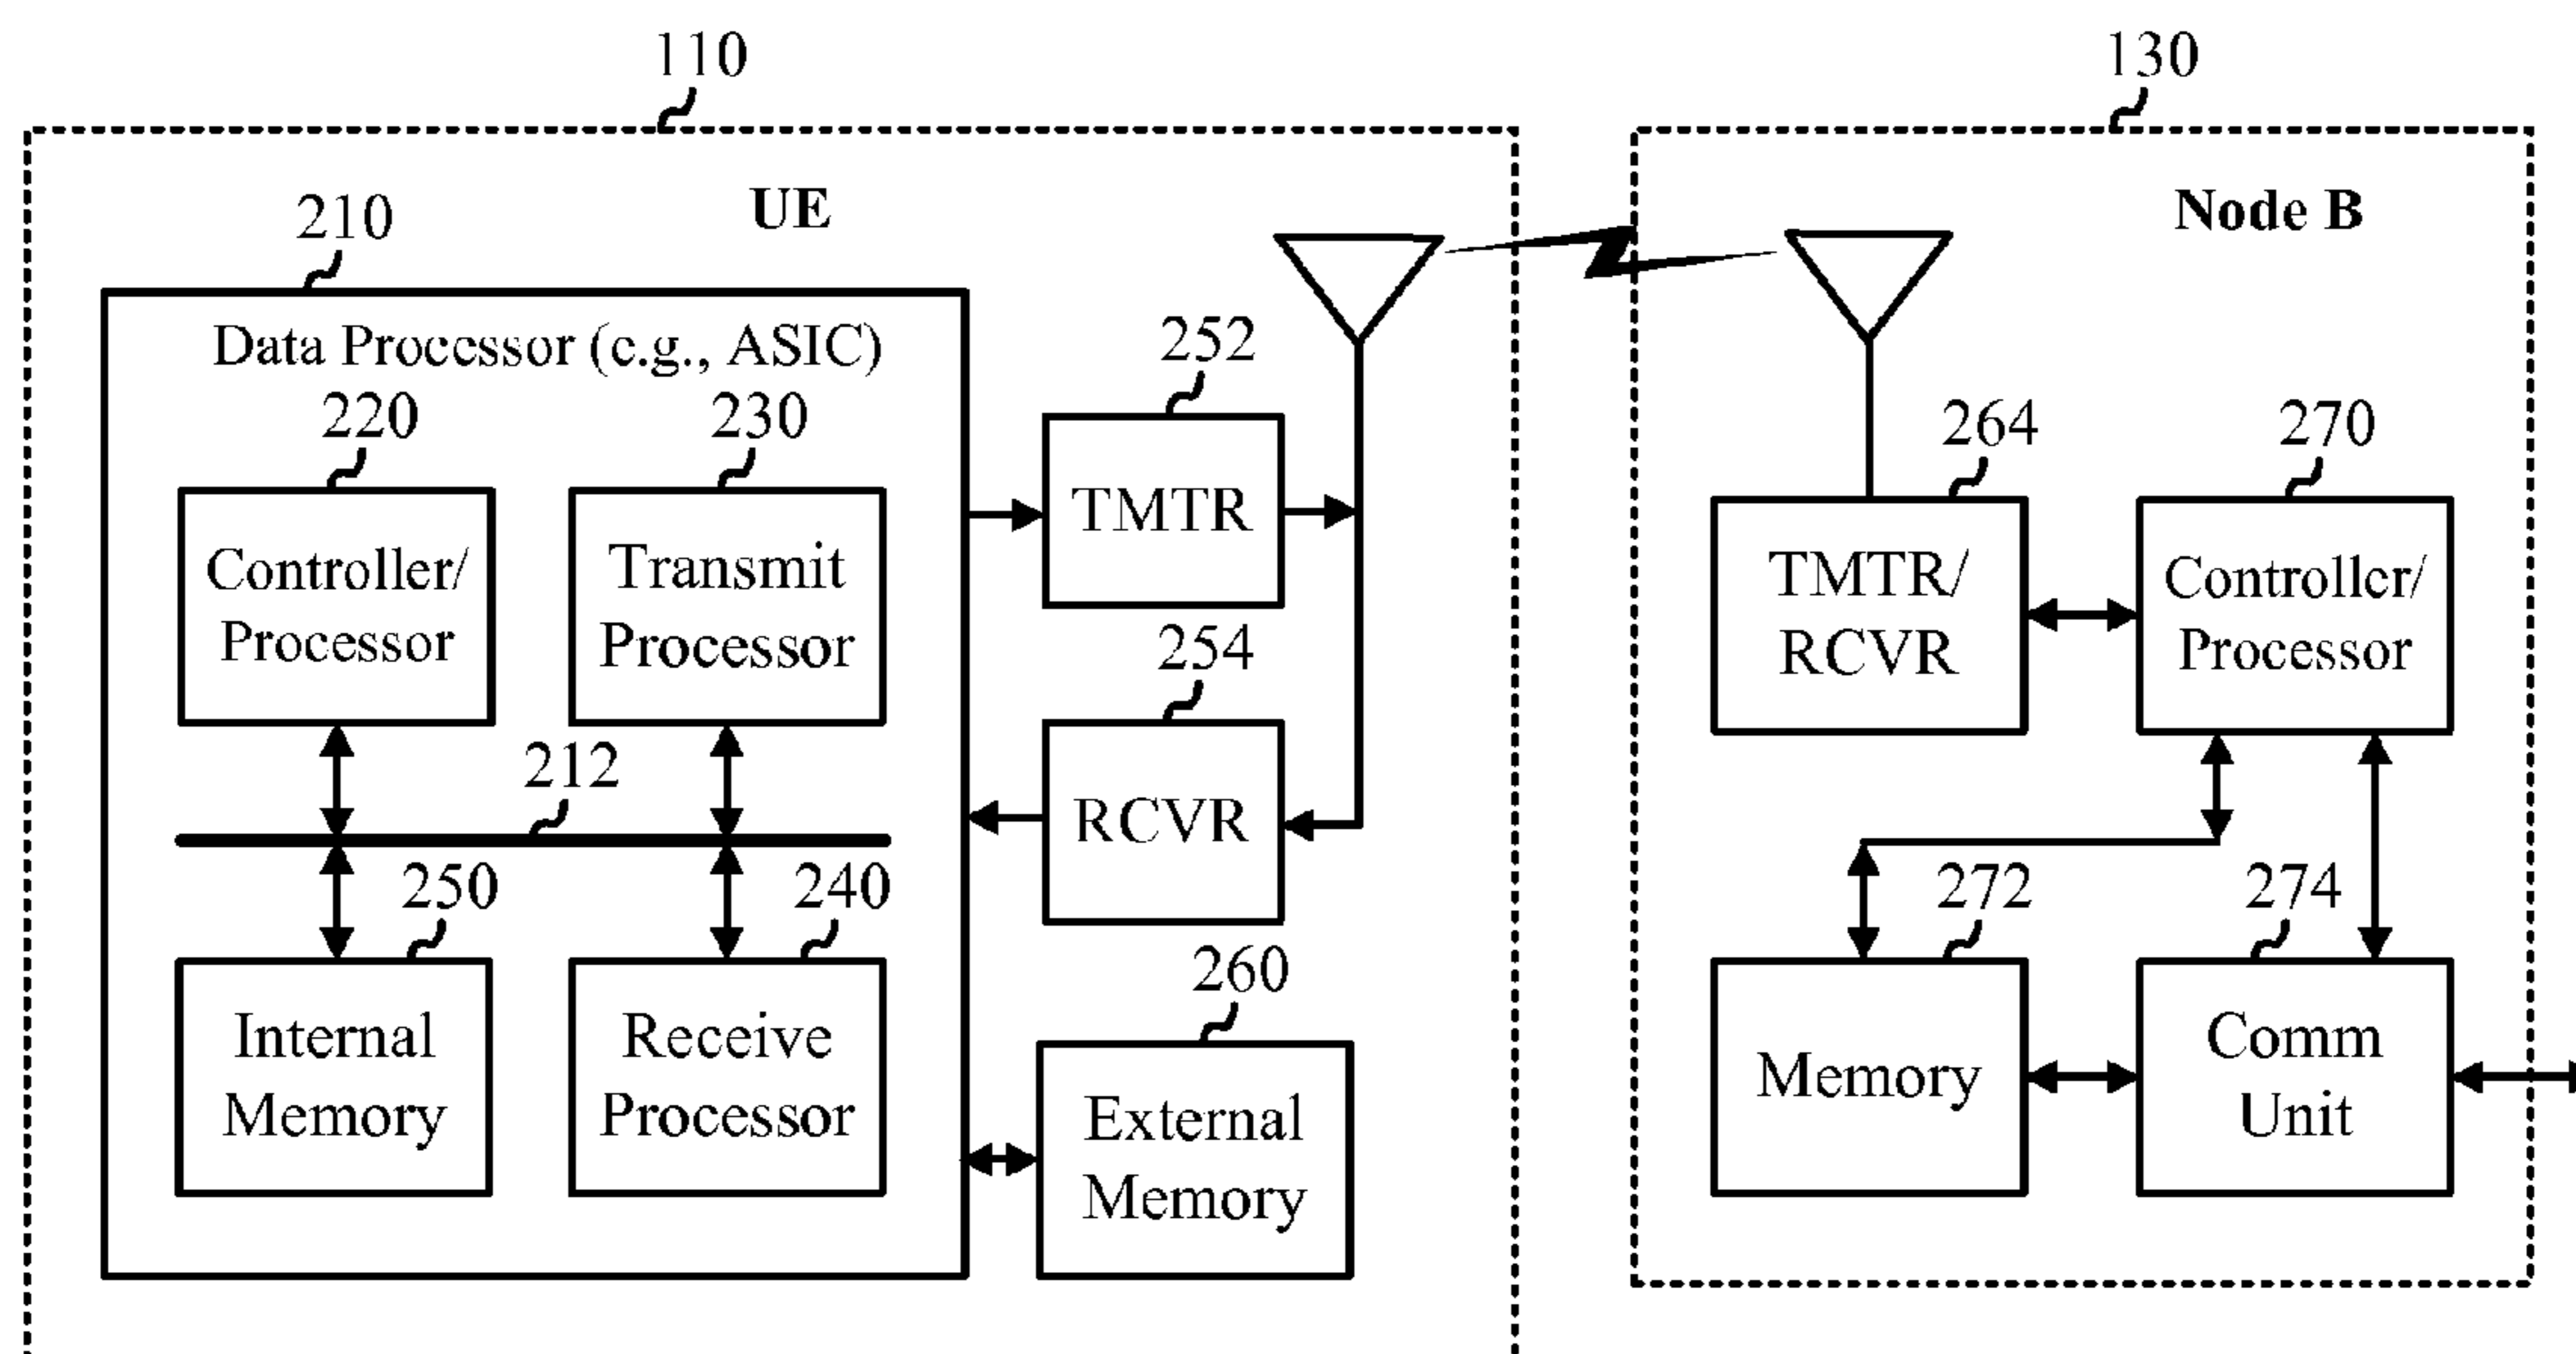 110
130
UE
Node B
210
Data Processor (e.g., ASIC)
220
230
252
264
270
Controller/
Processor
Transmit
Processor
TMTR
TMTR/
RCVR
Controller/
Processor
254
212
RCVR
250
240
272
274
260
Internal
Memory
Receive
Processor
External
Memory
Memory
Comm
Unit